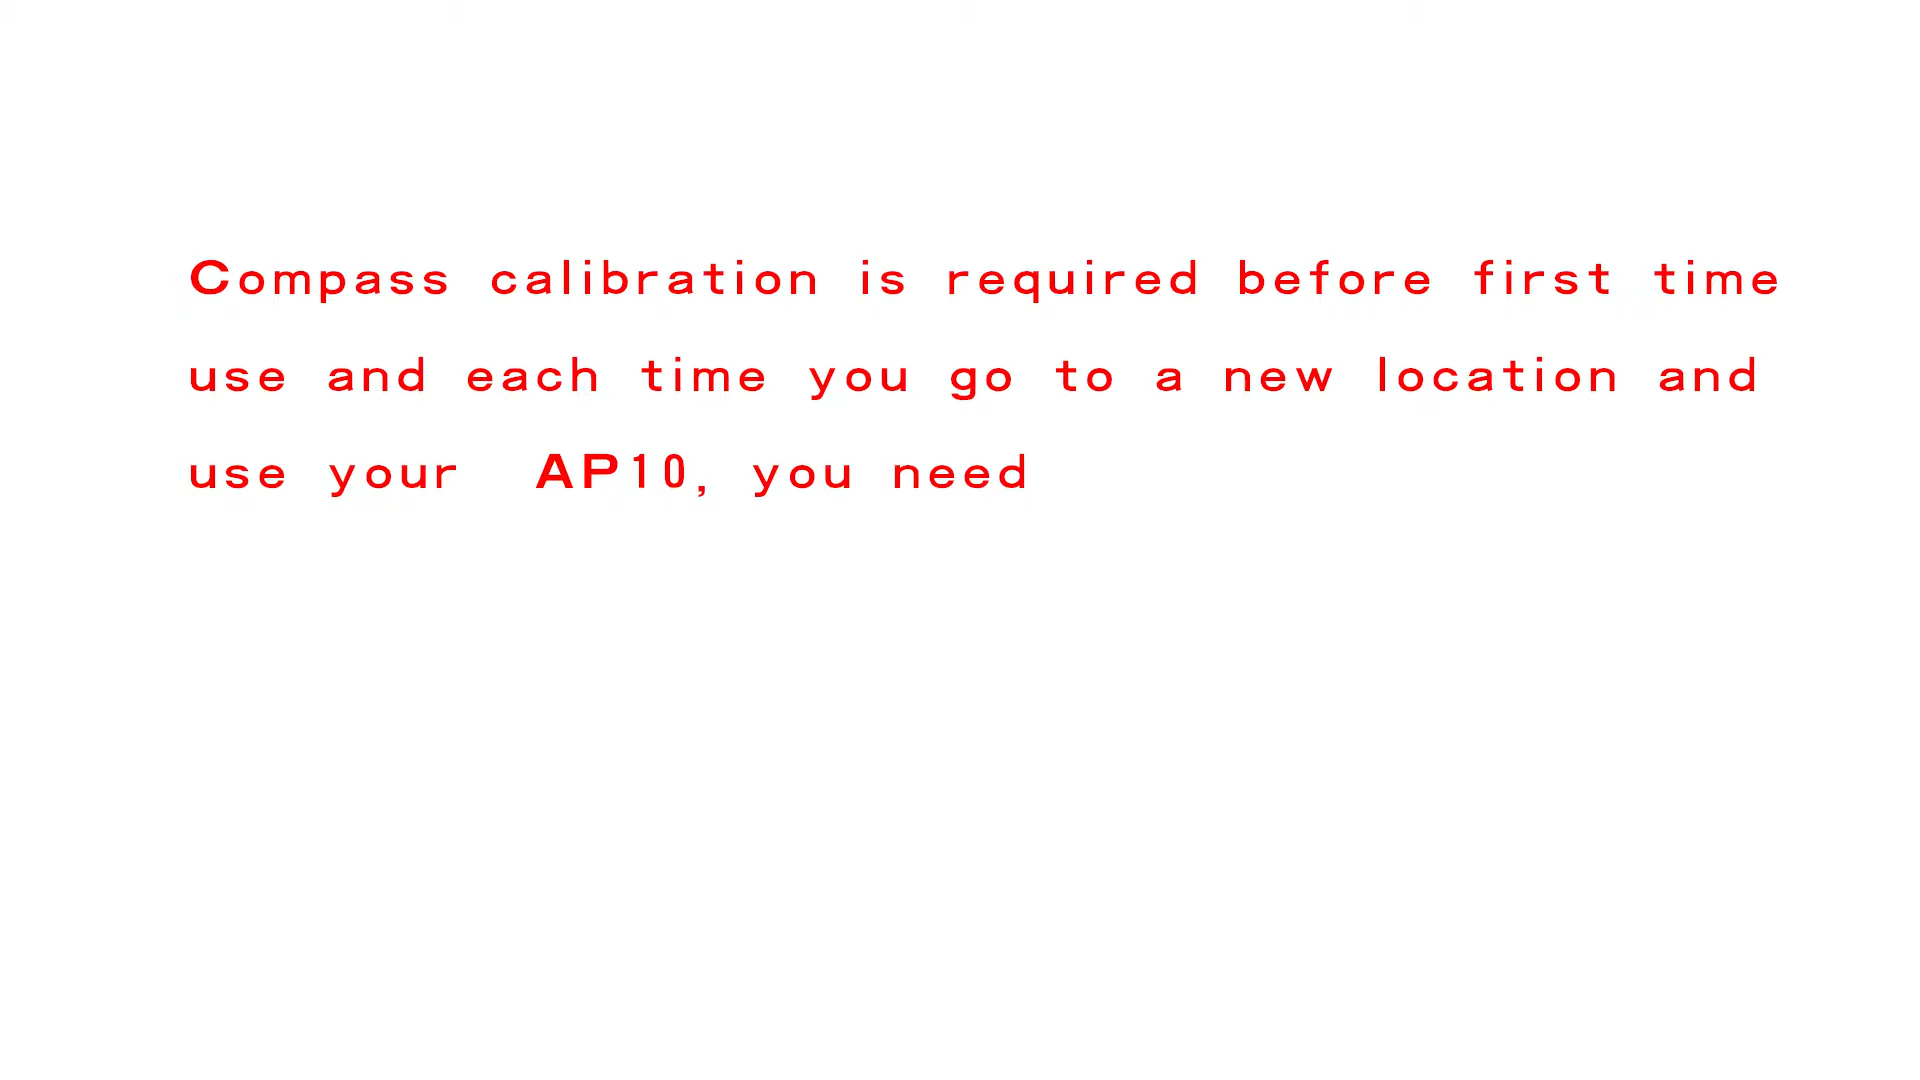 Compass calibration is required before first time
use and each time you go to a new location and
use your  AP10, you need